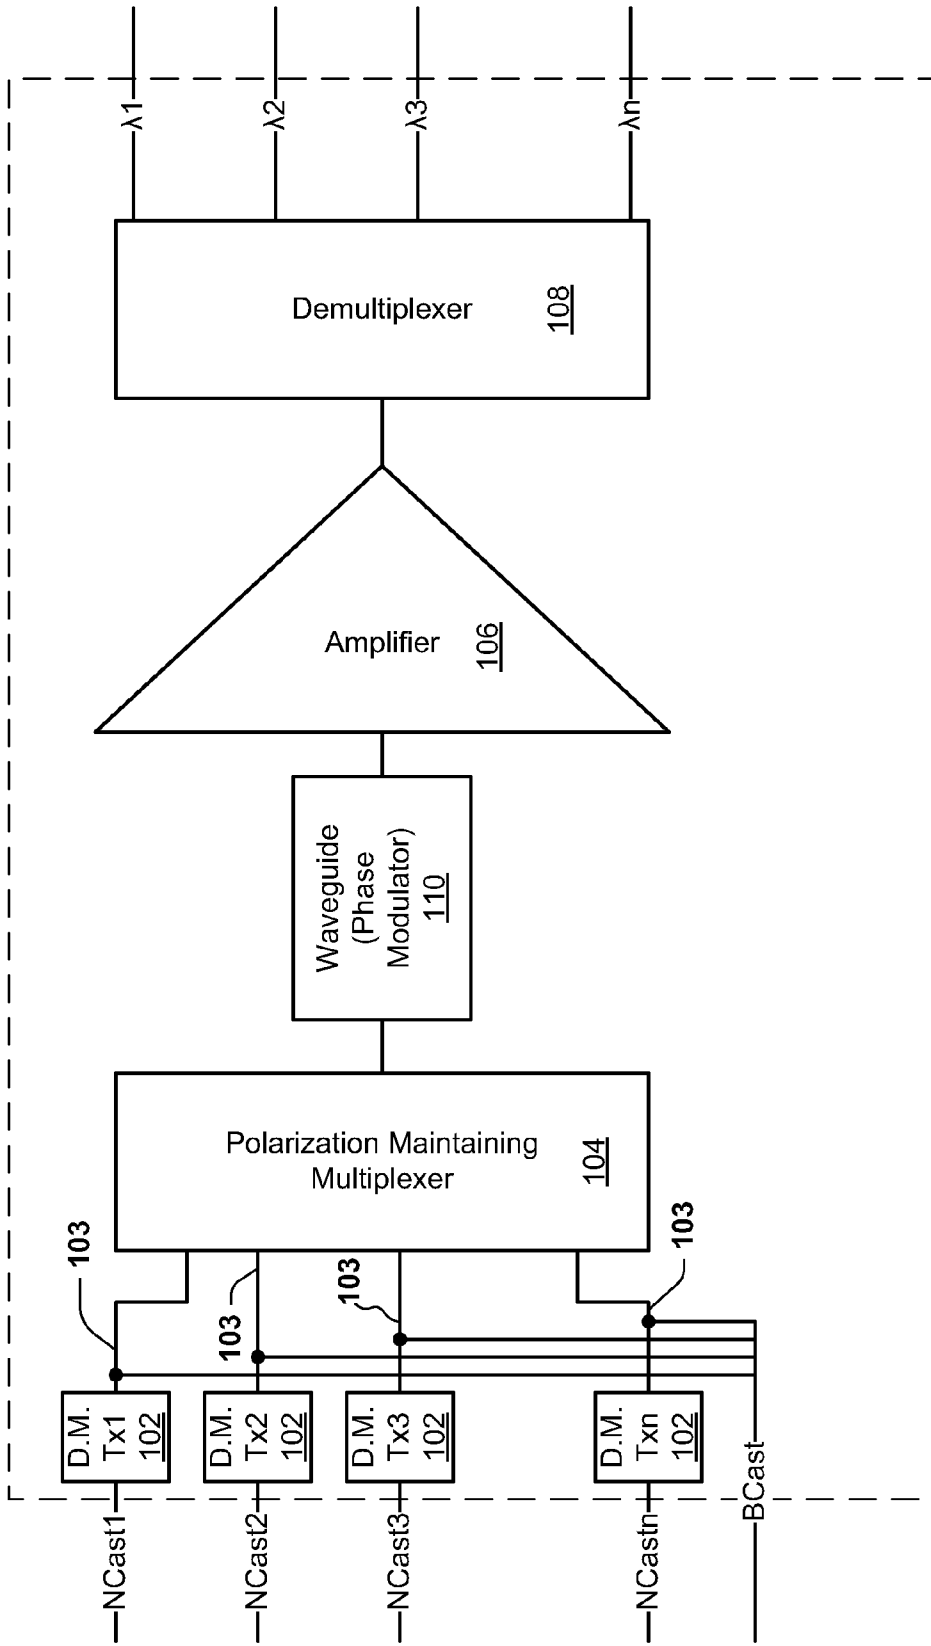 NCast1
NCast2
NCast3
NCastn
BCast
D.M.
Tx1
102
D.M.
Tx2
102
D.M.
Tx3
102
D.M.
Txn
102
103
103
103
103
Polarization Maintaining
Multiplexer
104
Waveguide
(Phase
Modulator)
110
Amplifier
106
Demultiplexer
108
λ1
λ2
λ3
λn